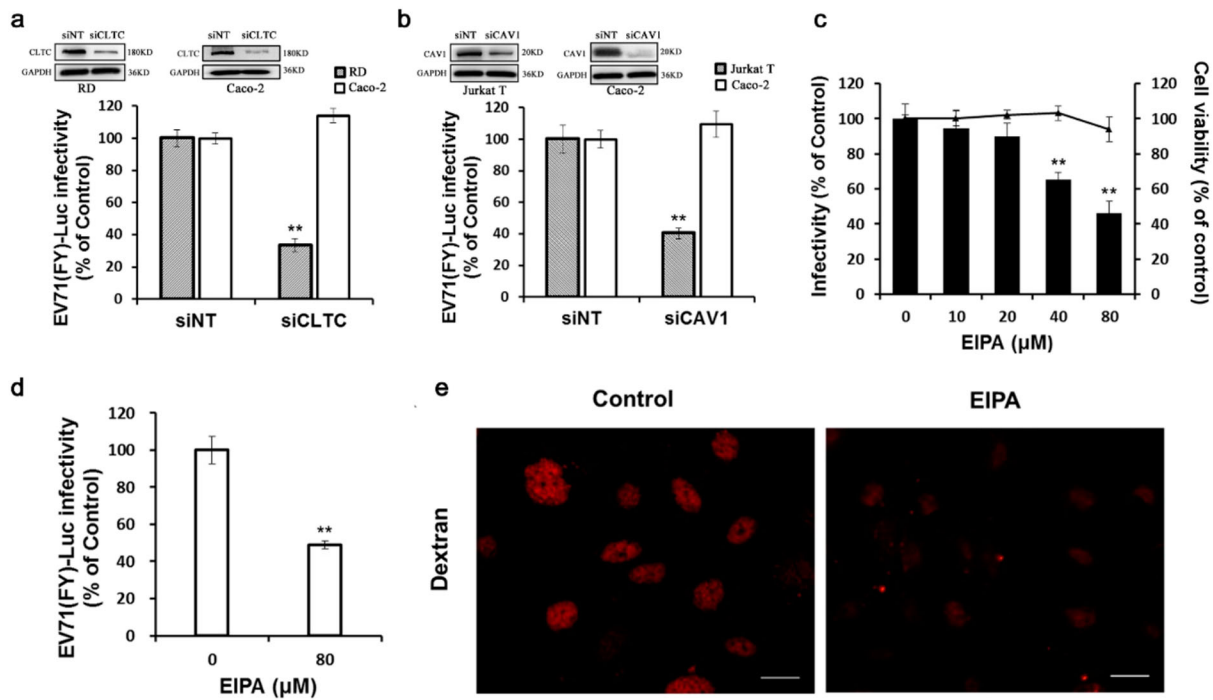 a
siNT siCLTC
CLTC 180KD
GAPDH 36KD
RD
siNT siCLTC
CLTC 180KD
GAPDH 36KD
Caco-2
RD
Caco-2
EV71(FY)-Luc infectivity
(% of Control)
120
100
80
60
40
20
0
**
siNT siCLTC
b
siNT siCAV1
CAV1 20KD
GAPDH 36KD
Jurkat T
siNT siCAV1
CAV1 20KD
GAPDH 36KD
Caco-2
Jurkat T
Caco-2
EV71(FY)-Luc infectivity
(% of Control)
120
100
80
60
40
20
0
**
siNT siCAV1
c
Infectivity (% of Control)
120
100
80
60
40
20
0
** **
120
100
80
60
40
20
0
Cell viability (% of control)
0 10 20 40 80
EIPA (µM)
d
EV71(FY)-Luc infectivity
(% of Control)
120
100
80
60
40
20
0
**
0 80
EIPA (µM)
e
Control EIPA
Dextran